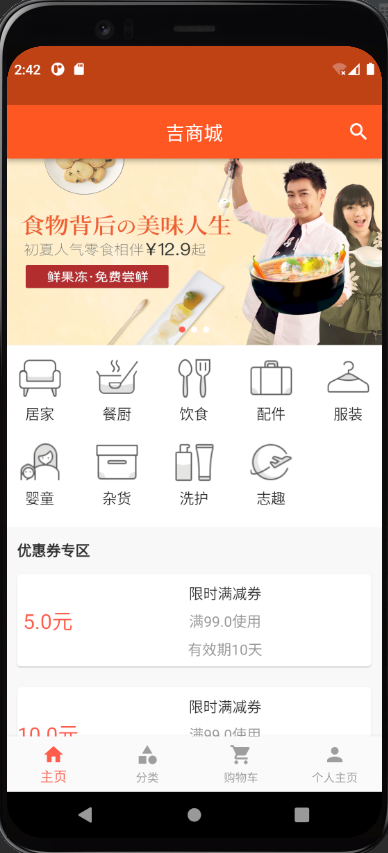 2:42
吉商城
食物背后の美味人生
初夏人气零食相伴¥12.9起
鲜果冻·免费尝鲜
居家 餐厨 饮食 配件 服装
婴童 杂货 洗护 志趣
优惠券专区
限时满减券
5.0元
满99.0使用
有效期10天
限时满减券
10.0元
满99.0使用
主页 分类 购物车 个人主页